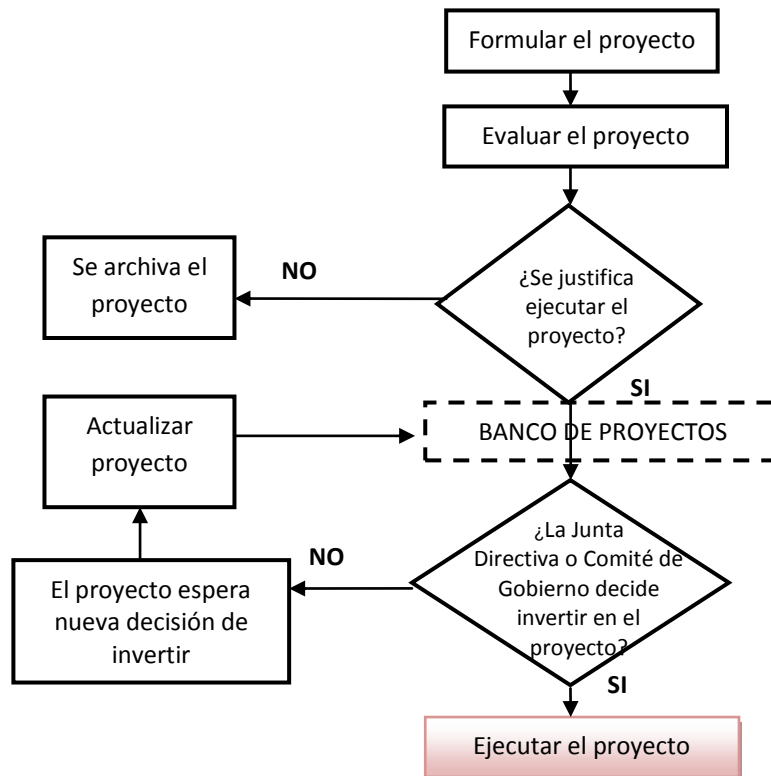 Formular el proyecto
Evaluar el proyecto
¿Se justifica
ejecutar el
proyecto?
NO
Se archiva el
proyecto
SI
BANCO DE PROYECTOS
Actualizar
proyecto
¿La Junta
Directiva o Comité de
Gobierno decide
invertir en el
proyecto?
NO
El proyecto espera
nueva decisión de
invertir
SI
Ejecutar el proyecto